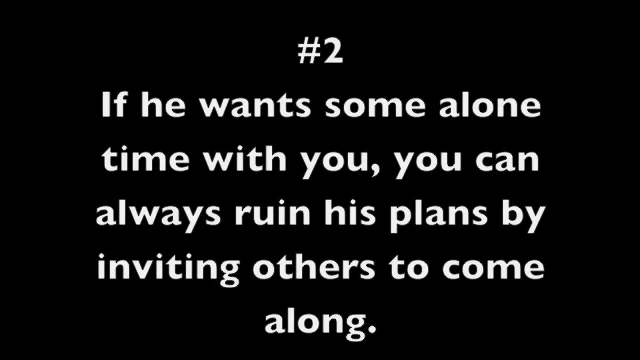 #2
If he wants some alone
time with you, you can
always ruin his plans by
inviting others to come
along.